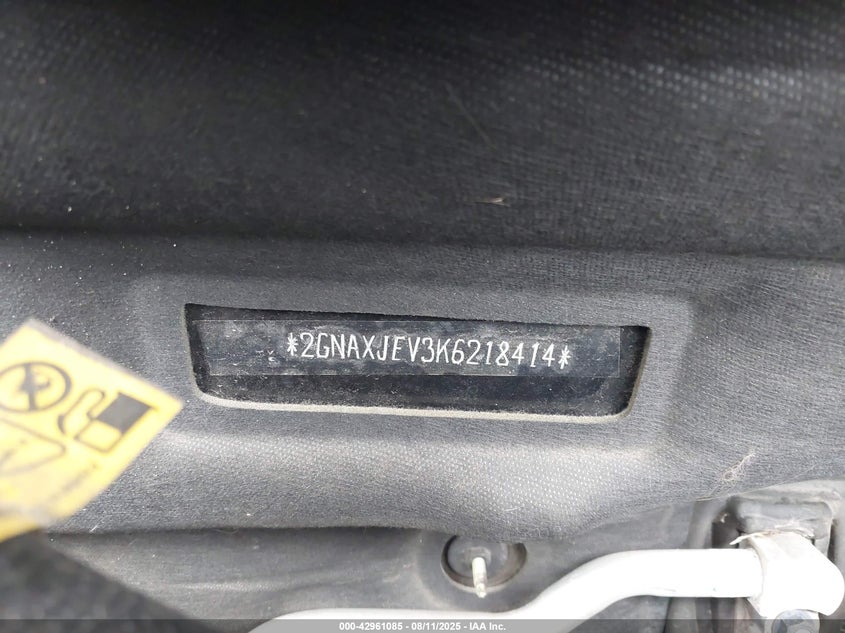 *2GNAXJEV3K6218414*
000-42961085 - 08/11/2025 - IAA Inc.